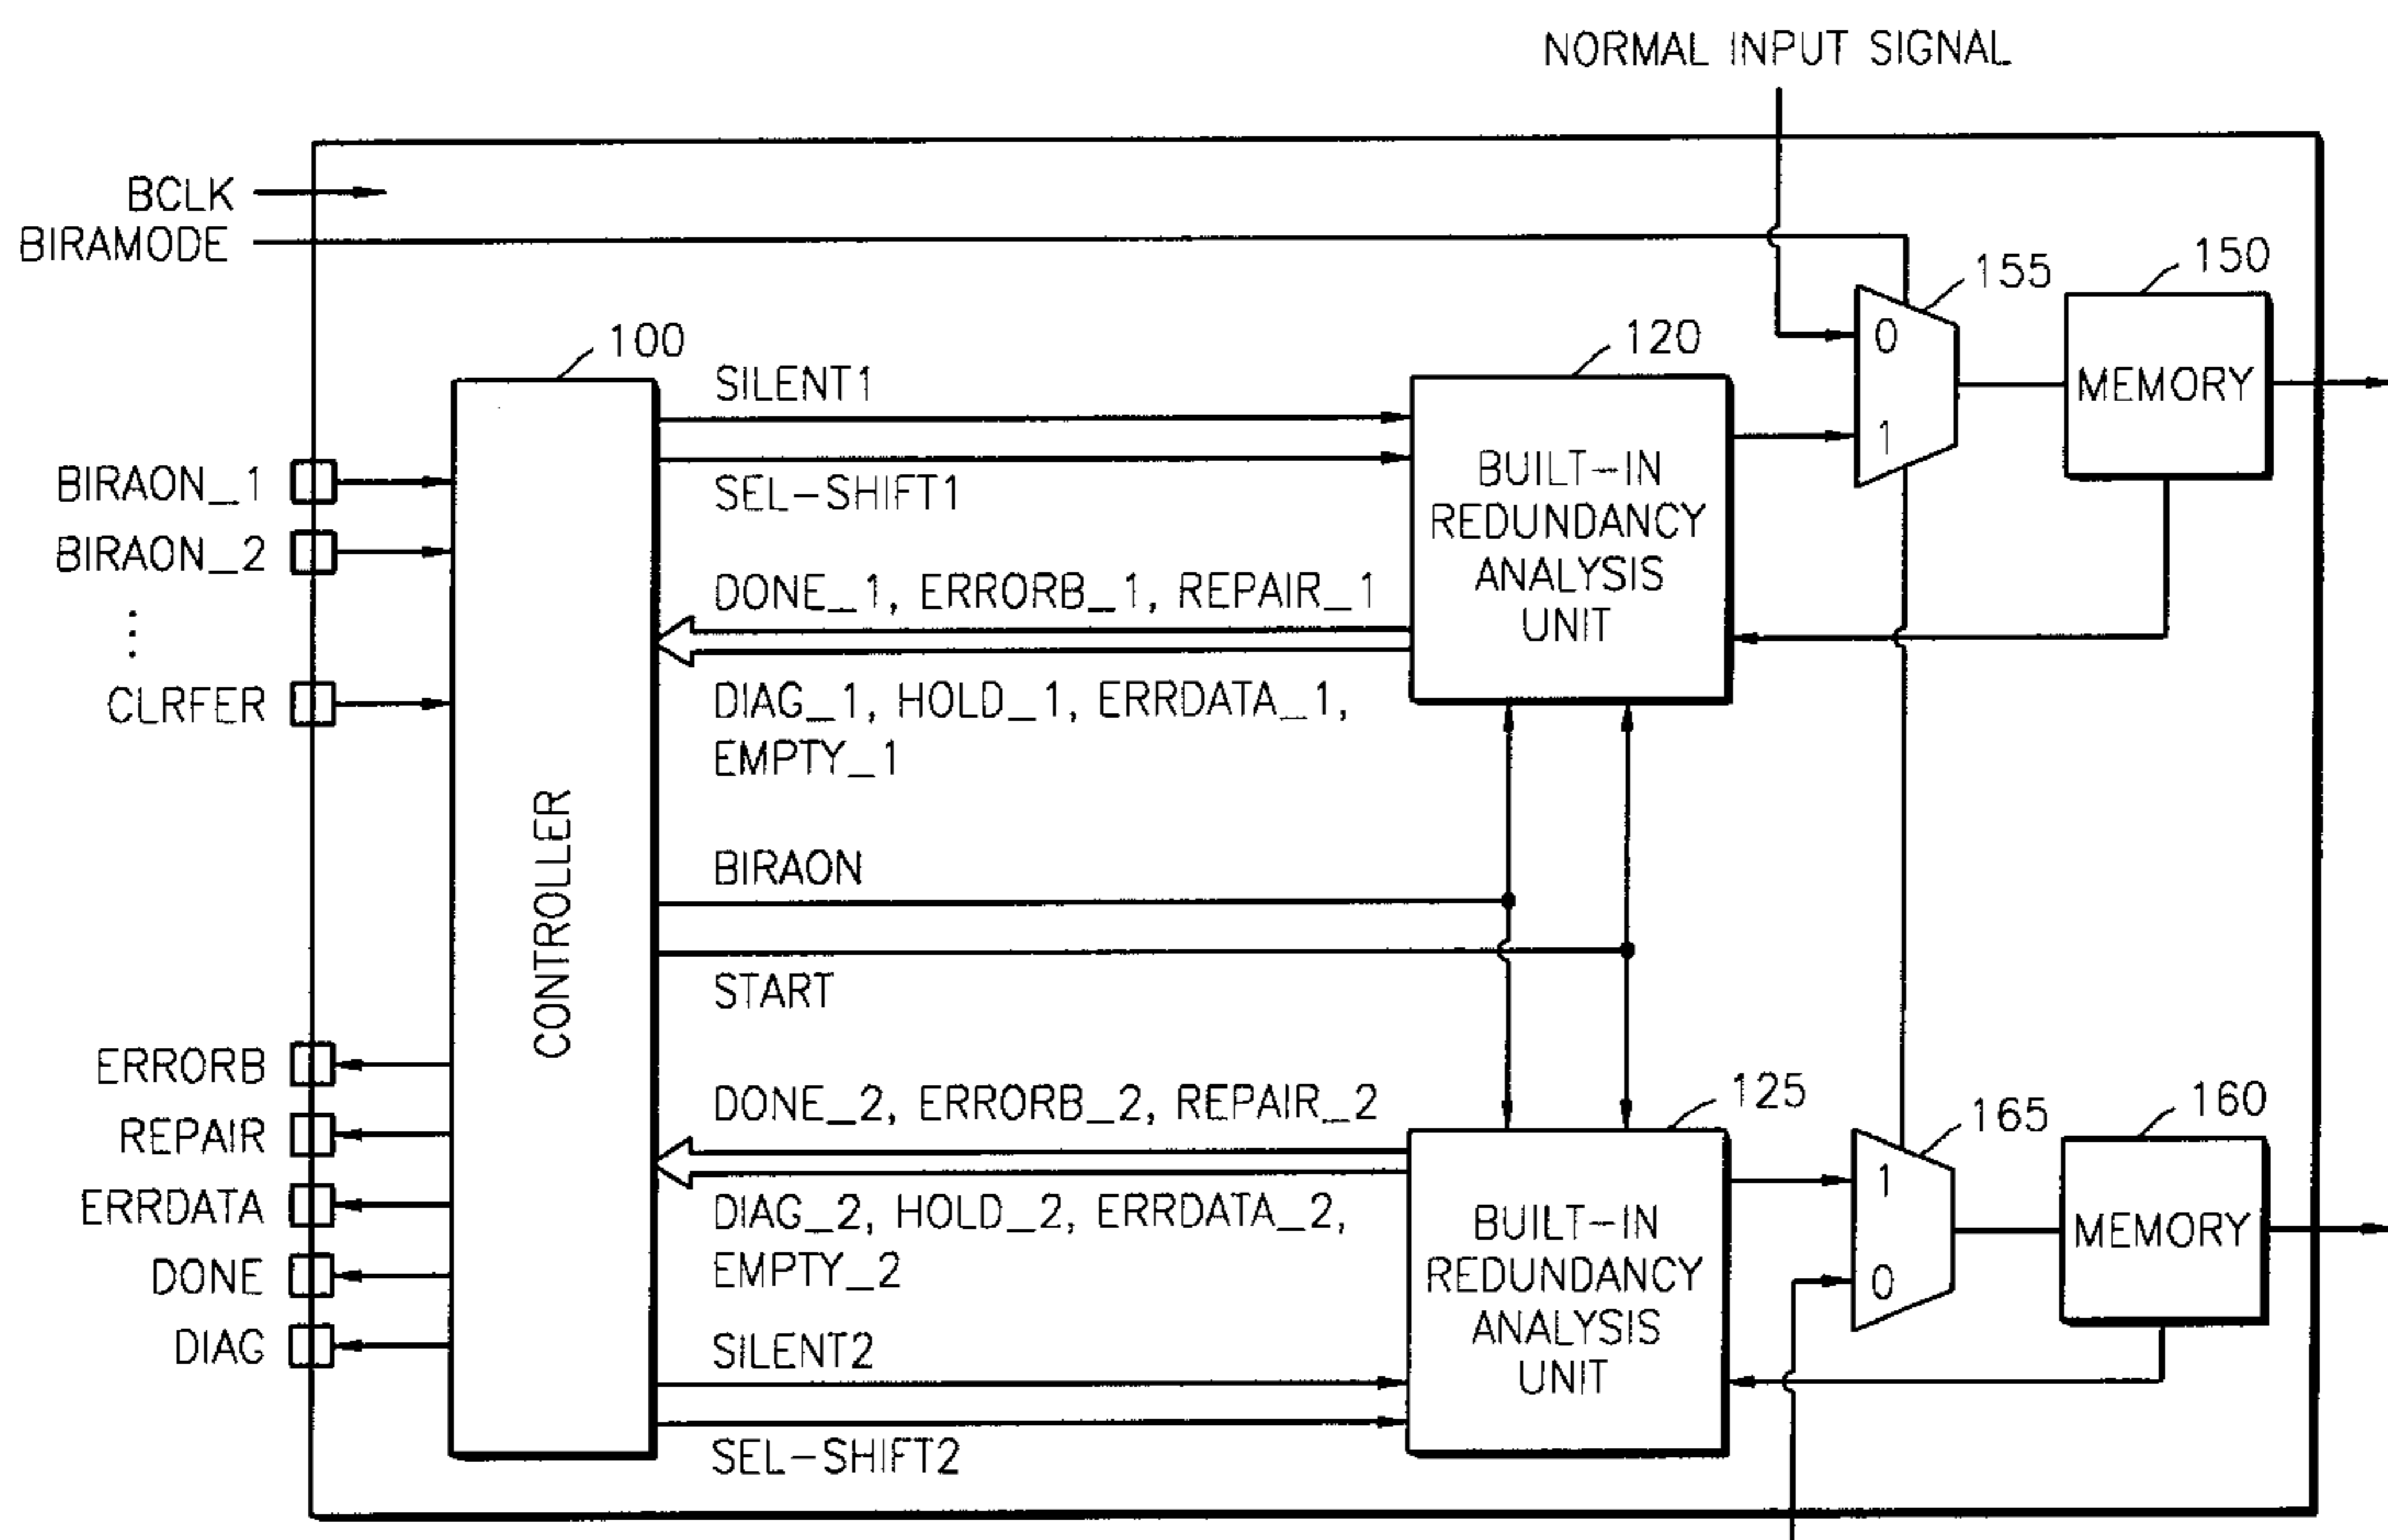 NORMAL INPUT SIGNAL
BCLK
BIRAMODE
155
150
0
1
MEMORY
100
120
SILENT1
SEL-SHIFT1
BUILT-IN
REDUNDANCY
ANALYSIS
UNIT
BIRAON_1
BIRAON_2
⋮
CLRFER
DONE_1, ERRORB_1, REPAIR_1
DIAG_1, HOLD_1, ERRDATA_1,
EMPTY_1
CONTROLLER
BIRAON
START
ERRORB
REPAIR
ERRDATA
DONE
DIAG
DONE_2, ERRORB_2, REPAIR_2
DIAG_2, HOLD_2, ERRDATA_2,
EMPTY_2
SILENT2
SEL-SHIFT2
125
BUILT-IN
REDUNDANCY
ANALYSIS
UNIT
165
160
1
0
MEMORY